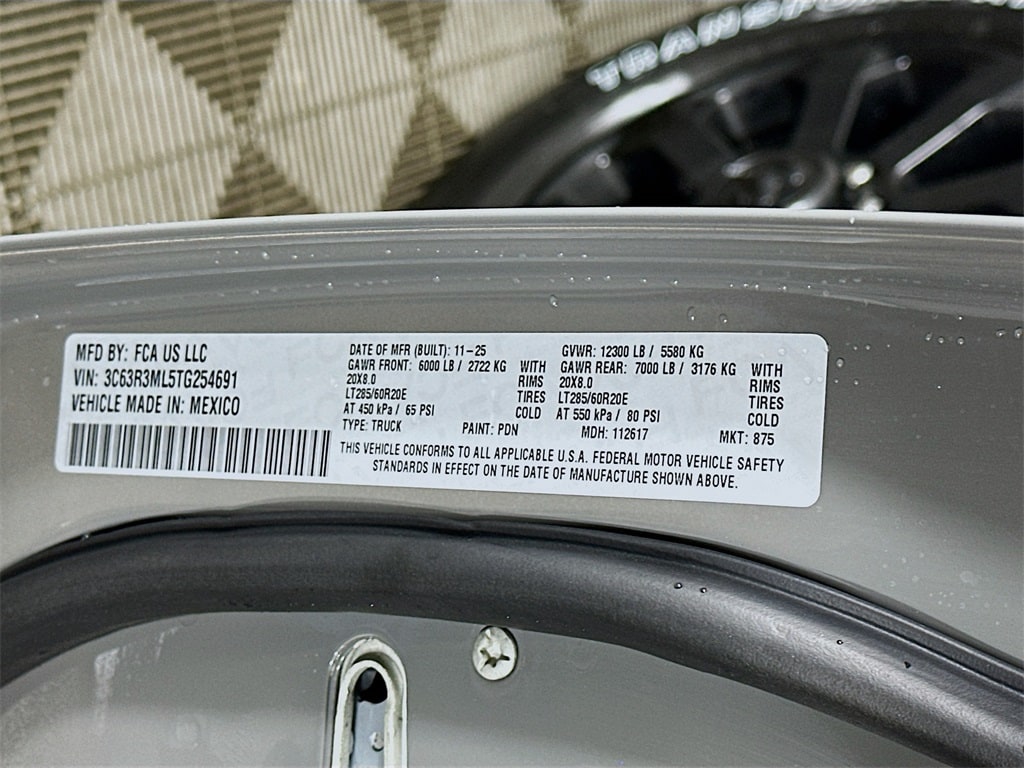 TRANSFO
MFD BY: FCA US LLC
VIN: 3C63R3ML5TG254691
VEHICLE MADE IN: MEXICO
DATE OF MFR (BUILT): 11-25
GAWR FRONT: 6000 LB / 2722 KG WITH
20X8.0 RIMS
LT285/60R20E TIRES
AT 450 kPa / 65 PSI COLD
TYPE: TRUCK PAINT: PDN
GVWR: 12300 LB / 5580 KG
GAWR REAR: 7000 LB / 3176 KG WITH
20X8.0 RIMS
LT285/60R20E TIRES
AT 550 kPa / 80 PSI COLD
MDH: 112617 MKT: 875
THIS VEHICLE CONFORMS TO ALL APPLICABLE U.S.A. FEDERAL MOTOR VEHICLE SAFETY
STANDARDS IN EFFECT ON THE DATE OF MANUFACTURE SHOWN ABOVE.